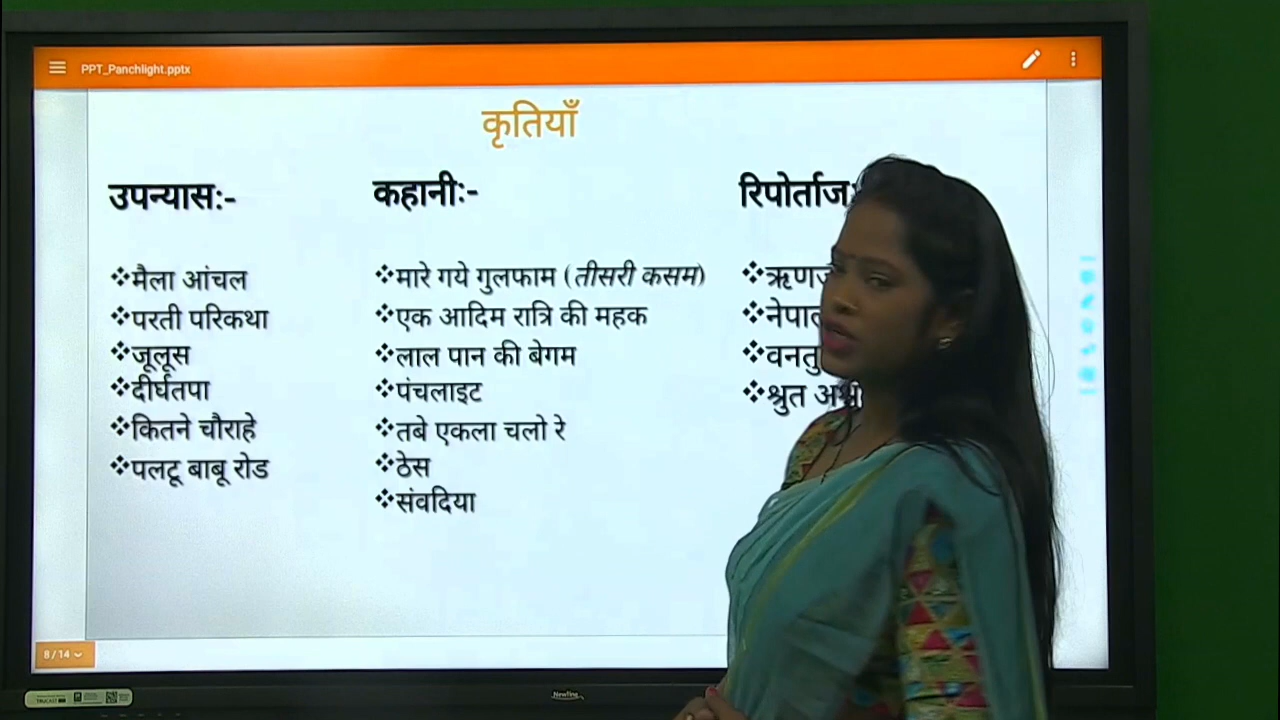 PPT_Panchlight.pptx
कृतियाँ
उपन्यासः-
मैला आंचल
परती परिकथा
जूलूस
दीर्घतपा
कितने चौराहे
पलटू बाबू रोड
कहानीः-
मारे गये गुलफाम (तीसरी कसम)
एक आदिम रात्रि की महक
लाल पान की बेगम
पंचलाइट
तबे एकला चलो रे
ठेस
संवदिया
रिपोर्ताज
श्रुत
8 / 14
Newline